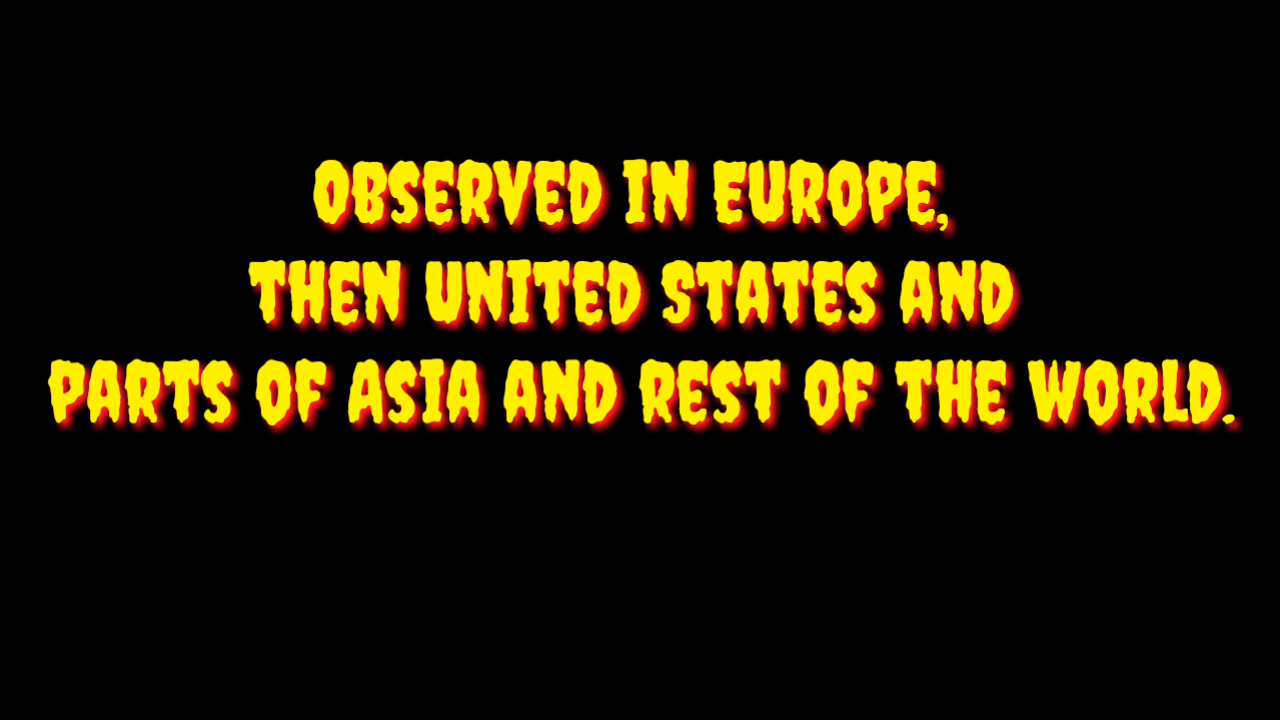 OBSERVED IN EUROPE,
THEN UNITED STATES AND
PARTS OF ASIA AND REST OF THE WORLD.